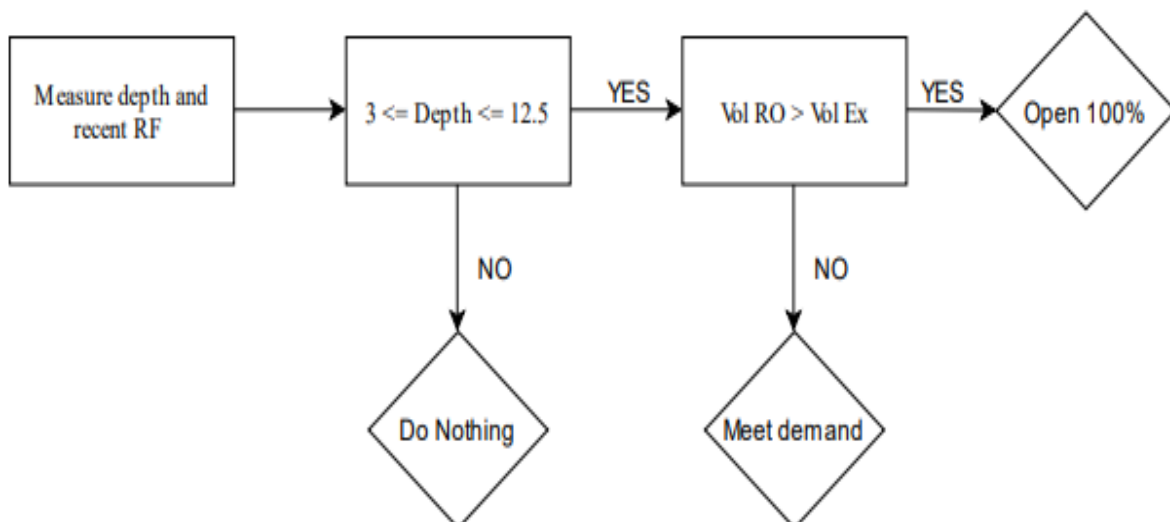 Measure depth and
recent RF
3 <= Depth <= 12.5
YES
Vol RO > Vol Ex
YES
Open 100%
NO
NO
Do Nothing
Meet demand